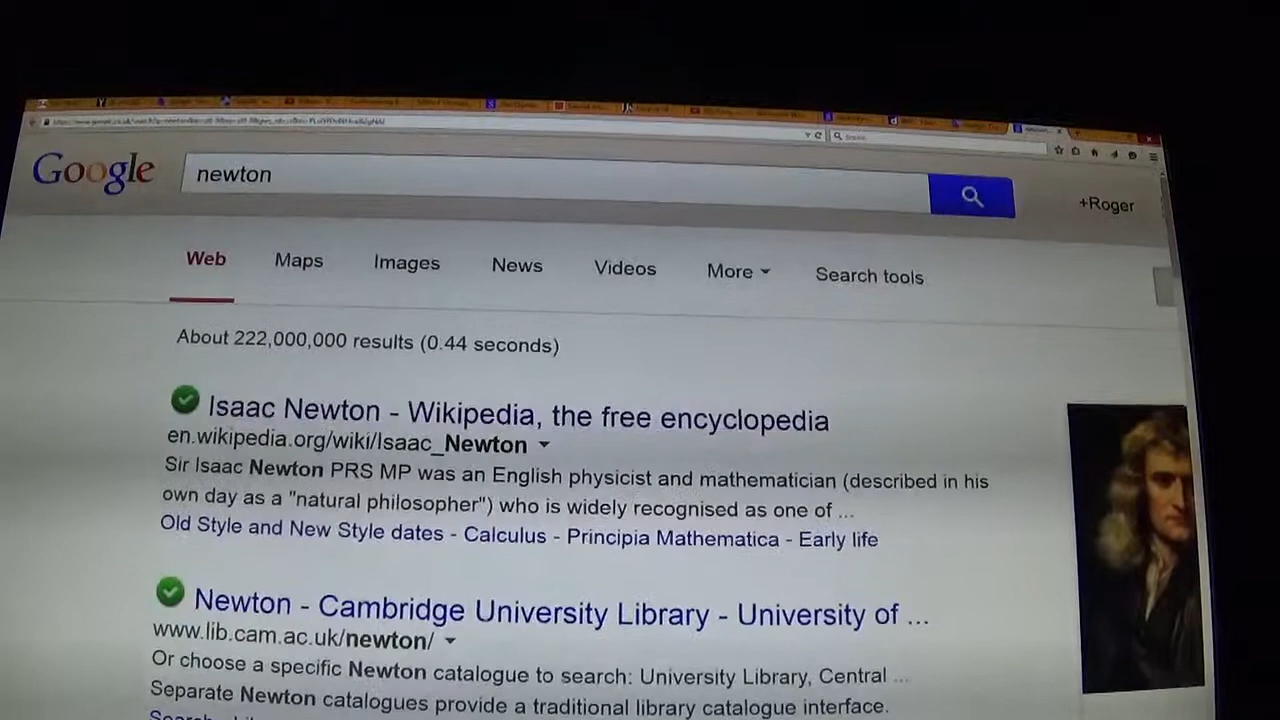 Google
newton
+Roger
Web Maps Images News Videos More Search tools
About 222,000,000 results (0.44 seconds)
Isaac Newton - Wikipedia, the free encyclopedia
en.wikipedia.org/wiki/Isaac_Newton
Sir Isaac Newton PRS MP was an English physicist and mathematician (described in his
own day as a "natural philosopher") who is widely recognised as one of ...
Old Style and New Style dates - Calculus - Principia Mathematica - Early life
Newton - Cambridge University Library - University of ...
www.lib.cam.ac.uk/newton/
Or choose a specific Newton catalogue to search: University Library, Central ...
Separate Newton catalogues provide a traditional library catalogue interface.